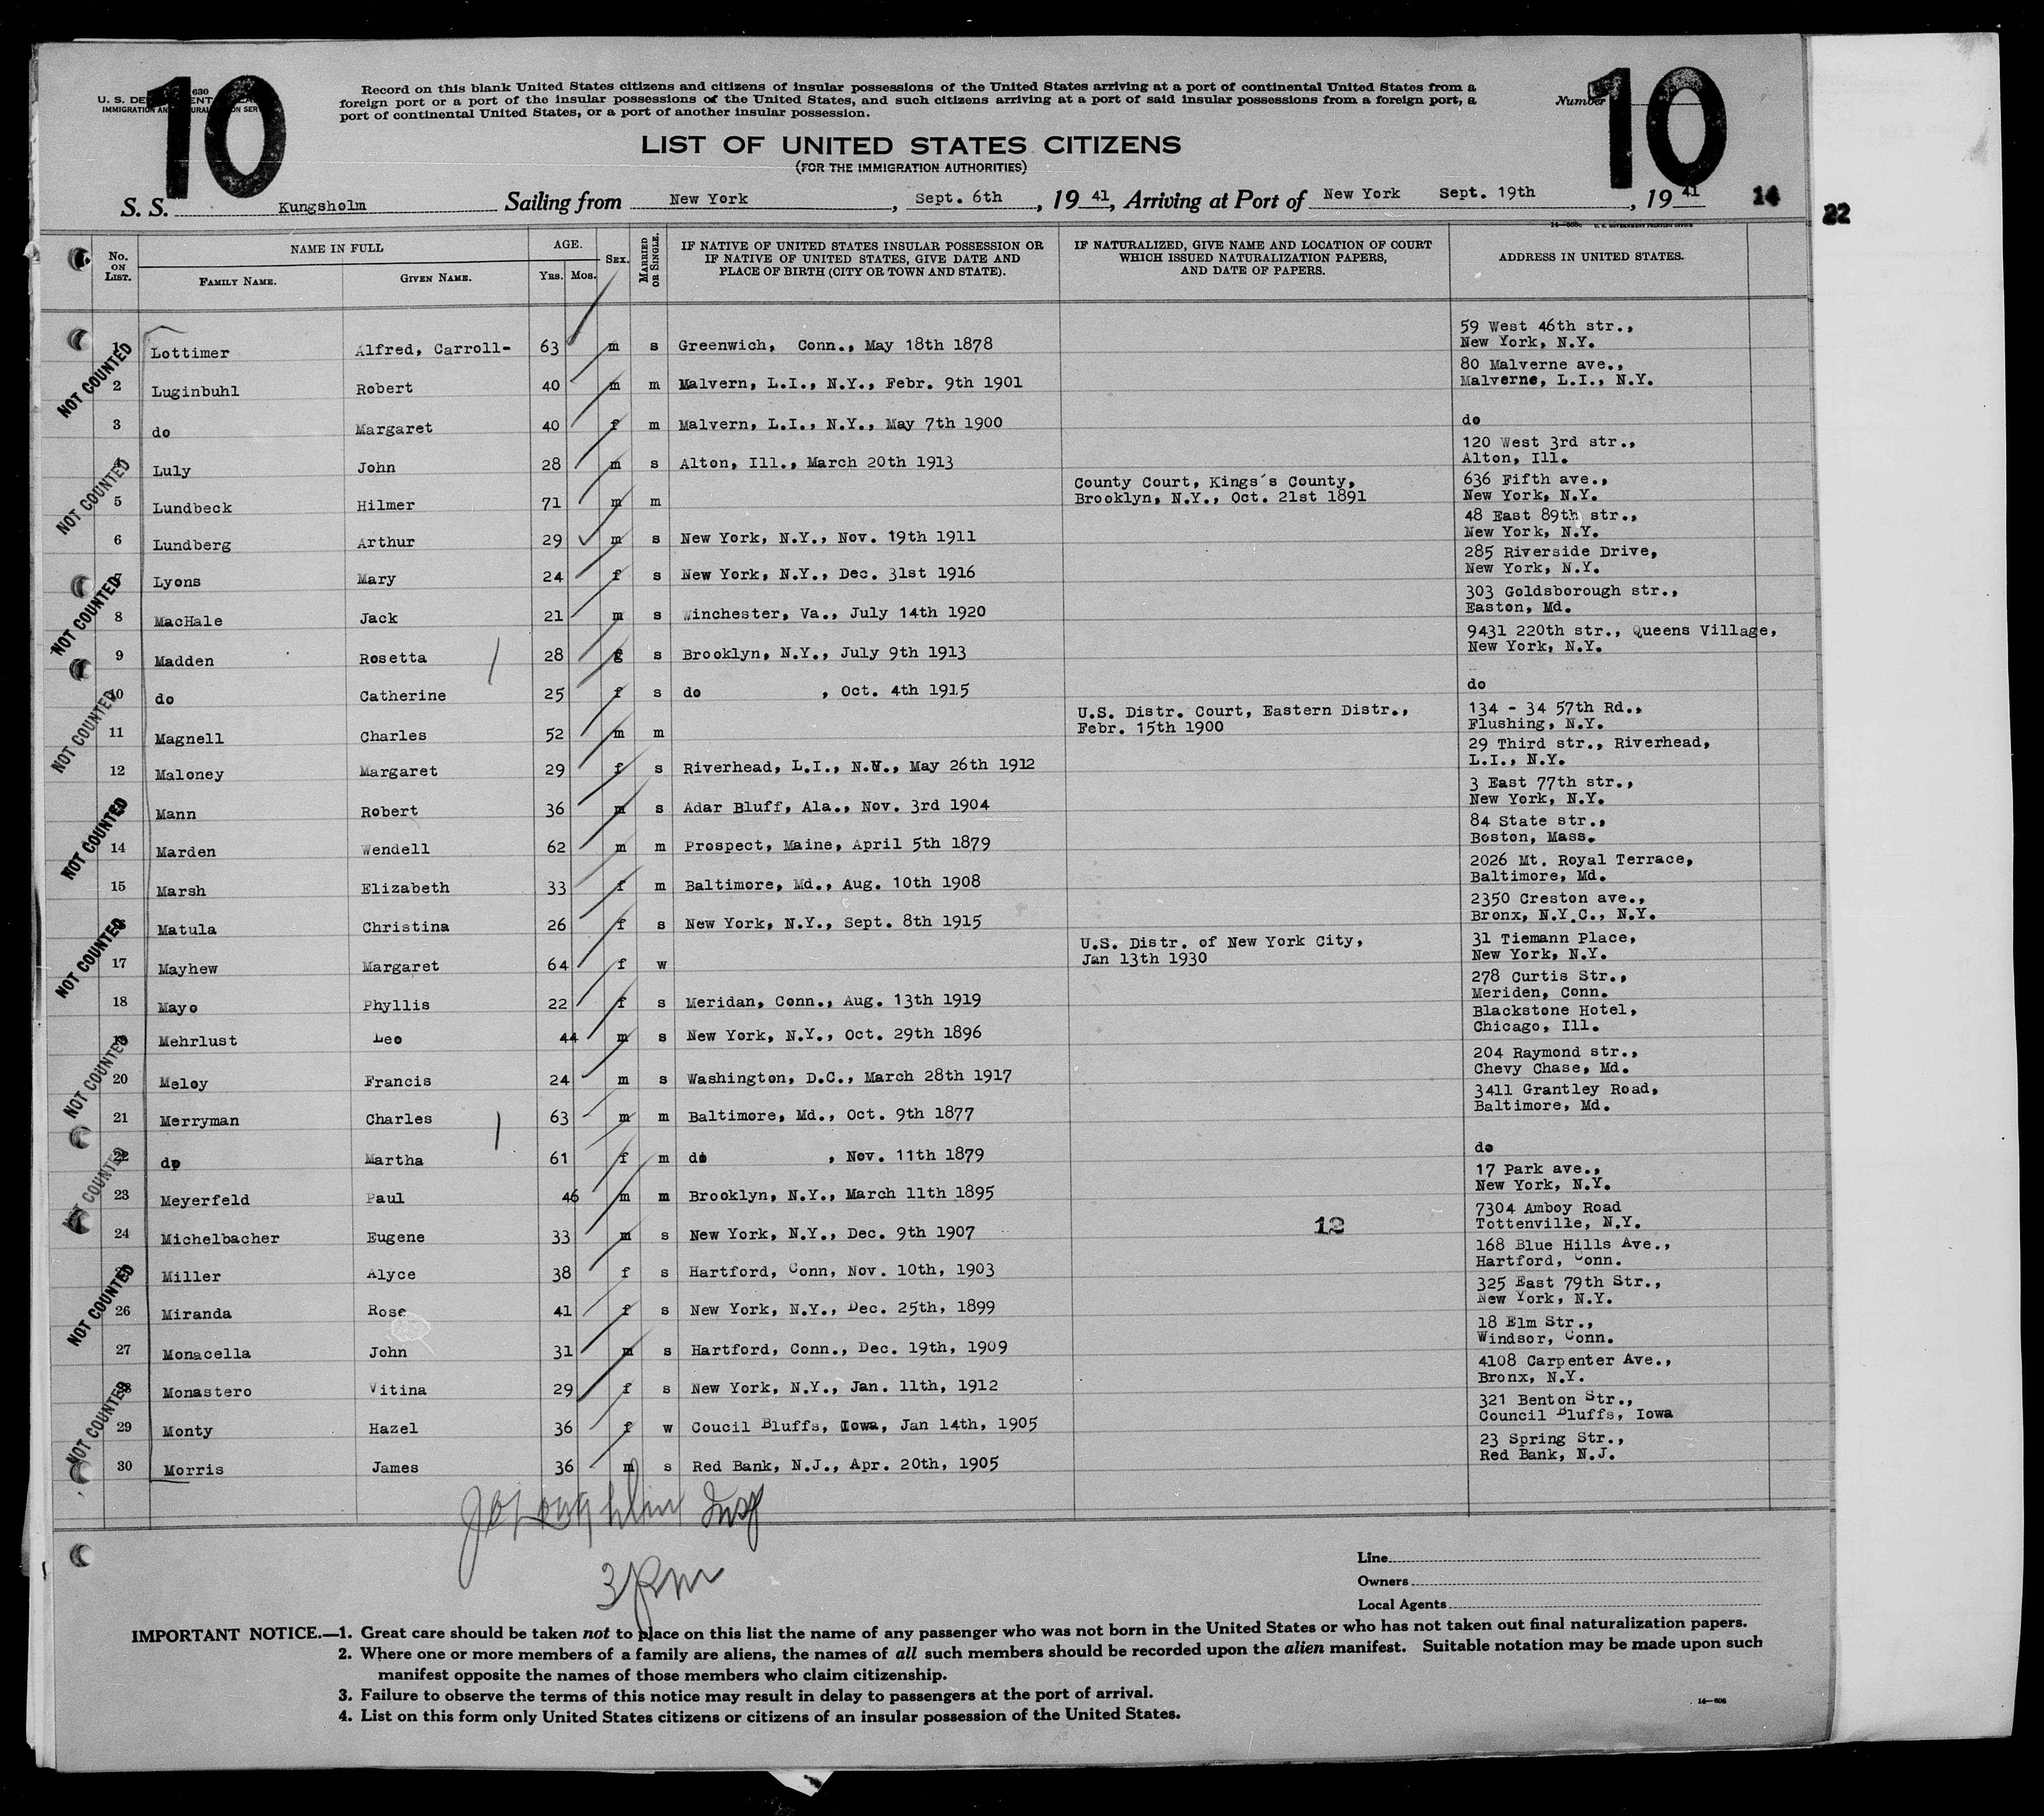 10
10
630
U. S. DE
IMMIGRATION AN
Record on this blank United States citizens and citizens of insular possessions of the United States arriving at a port of continental United States from a
foreign port or a port of the insular possessions of the United States, and such citizens arriving at a port of said insular possessions from a foreign port, a
port of continental United States, or a port of another insular possession.
Number
LIST OF UNITED STATES CITIZENS
(FOR THE IMMIGRATION AUTHORITIES)
S. S. Kungsholm Sailing from New York, Sept. 6th, 19 41, Arriving at Port of New York Sept. 19th, 19 41 14
22
No. ON LIST. NAME IN FULL AGE. SEX. MARRIED OR SINGLE. IF NATIVE OF UNITED STATES INSULAR POSSESSION OR IF NATIVE OF UNITED STATES, GIVE DATE AND PLACE OF BIRTH (CITY OR TOWN AND STATE). IF NATURALIZED, GIVE NAME AND LOCATION OF COURT WHICH ISSUED NATURALIZATION PAPERS, AND DATE OF PAPERS. ADDRESS IN UNITED STATES.
FAMILY NAME. GIVEN NAME. YRS. MOS.
1 Lottimer Alfred, Carroll- 63 m s Greenwich, Conn., May 18th 1878 59 West 46th str., New York, N.Y.
2 Luginbuhl Robert 40 m m Malvern, L.I., N.Y., Febr. 9th 1901 80 Malverne ave., Malverne, L.I., N.Y.
3 do Margaret 40 f m Malvern, L.I., N.Y., May 7th 1900 do
Luly John 28 m s Alton, Ill., March 20th 1913 120 West 3rd str., Alton, Ill.
5 Lundbeck Hilmer 71 m m County Court, King's County, Brooklyn, N.Y., Oct. 21st 1891 636 Fifth ave., New York, N.Y.
6 Lundberg Arthur 29 m s New York, N.Y., Nov. 19th 1911 48 East 89th str., New York, N.Y.
Lyons Mary 24 f s New York, N.Y., Dec. 31st 1916 285 Riverside Drive, New York, N.Y.
8 MacHale Jack 21 m s Winchester, Va., July 14th 1920 303 Goldsborough str., Easton, Md.
9 Madden Rosetta 28 f s Brooklyn, N.Y., July 9th 1913 9431 220th str., Queens Village, New York, N.Y.
10 do Catherine 25 f s do , Oct. 4th 1915 do
11 Magnell Charles 52 m m U.S. Distr. Court, Eastern Distr., Febr. 15th 1900 134 - 34 57th Rd., Flushing, N.Y.
12 Maloney Margaret 29 f s Riverhead, L.I., N.Y., May 26th 1912 29 Third str., Riverhead, L.I., N.Y.
Mann Robert 36 m s Adar Bluff, Ala., Nov. 3rd 1904 3 East 77th str., New York, N.Y.
14 Marden Wendell 62 m m Prospect, Maine, April 5th 1879 84 State str., Boston, Mass.
15 Marsh Elizabeth 33 f m Baltimore, Md., Aug. 10th 1908 2026 Mt. Royal Terrace, Baltimore, Md.
Matula Christina 26 f s New York, N.Y., Sept. 8th 1915 2350 Creston ave., Bronx, N.Y.C., N.Y.
17 Mayhew Margaret 64 f w U.S. Distr. of New York City, Jan 13th 1930 31 Tiemann Place, New York, N.Y.
18 Mayo Phyllis 22 f s Meridan, Conn., Aug. 13th 1919 278 Curtis Str., Meriden, Conn.
19 Mehrlust Leo 44 m s New York, N.Y., Oct. 29th 1896 Blackstone Hotel, Chicago, Ill.
20 Meloy Francis 24 m s Washington, D.C., March 28th 1917 204 Raymond str., Chevy Chase, Md.
21 Merryman Charles 63 m m Baltimore, Md., Oct. 9th 1877 3411 Grantley Road, Baltimore, Md.
22 do Martha 61 f m do , Nov. 11th 1879 do
23 Meyerfeld Paul 46 m m Brooklyn, N.Y., March 11th 1895 17 Park ave., New York, N.Y.
24 Michelbacher Eugene 33 m s New York, N.Y., Dec. 9th 1907 12 7304 Amboy Road Tottenville, N.Y.
Miller Alyce 38 f s Hartford, Conn, Nov. 10th, 1903 168 Blue Hills Ave., Hartford, Conn.
26 Miranda Rose 41 f s New York, N.Y., Dec. 25th, 1899 325 East 79th Str., New York, N.Y.
27 Monacella John 31 m s Hartford, Conn., Dec. 19th, 1909 18 Elm Str., Windsor, Conn.
28 Monastero Vitina 29 f s New York, N.Y., Jan. 11th, 1912 4108 Carpenter Ave., Bronx, N.Y.
29 Monty Hazel 36 f w Coucil Bluffs, Iowa, Jan 14th, 1905 321 Benton Str., Council Bluffs, Iowa
30 Morris James 36 m s Red Bank, N.J., Apr. 20th, 1905 23 Spring Str., Red Bank, N.J.
NOT COUNTED
NOT COUNTED
NOT COUNTED
NOT COUNTED
NOT COUNTED
NOT COUNTED
NOT COUNTED
NOT COUNTED
NOT COUNTED
NOT COUNTED
Insp
3 pm
Line
Owners
Local Agents
IMPORTANT NOTICE.—1. Great care should be taken not to place on this list the name of any passenger who was not born in the United States or who has not taken out final naturalization papers.
2. Where one or more members of a family are aliens, the names of all such members should be recorded upon the alien manifest. Suitable notation may be made upon such
manifest opposite the names of those members who claim citizenship.
3. Failure to observe the terms of this notice may result in delay to passengers at the port of arrival.
4. List on this form only United States citizens or citizens of an insular possession of the United States.
14—606